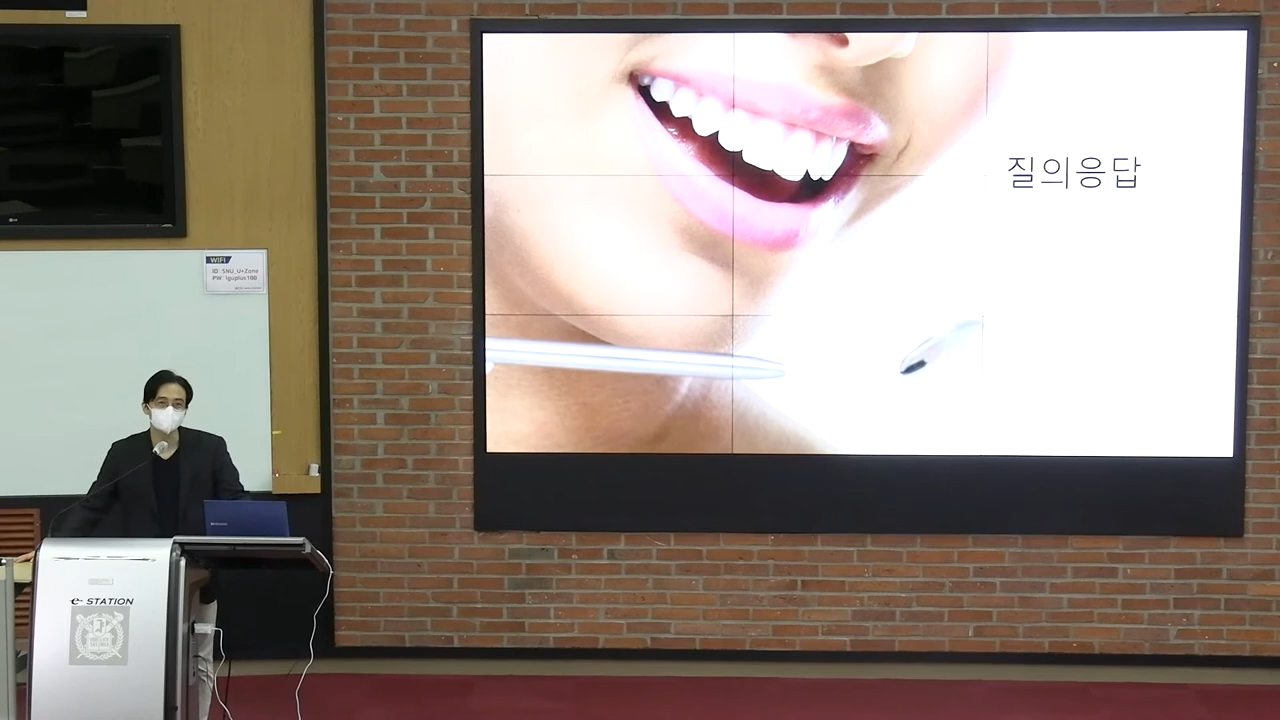 WIFI
ID: SNU_U+Zone
PW: lguplus100
질의응답
e-STATION